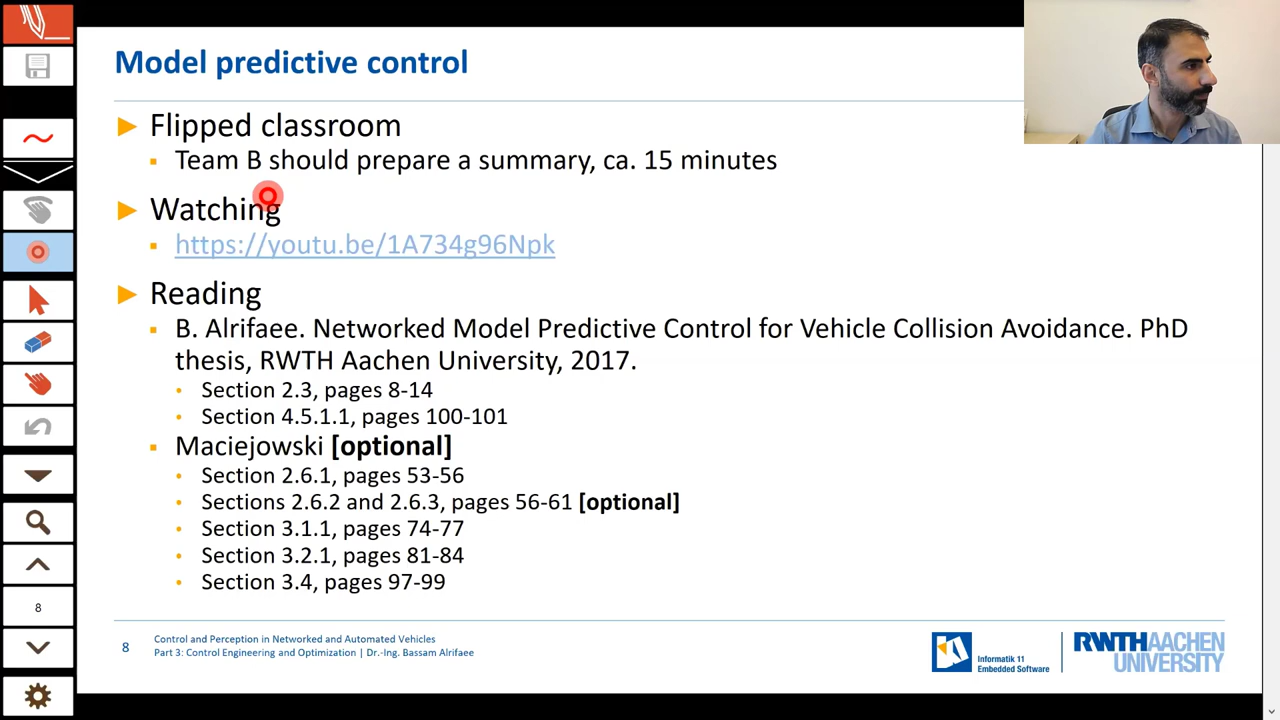 Model predictive control
Flipped classroom
Team B should prepare a summary, ca. 15 minutes
Watching
https://youtu.be/1A734g96Npk
Reading
B. Alrifaee. Networked Model Predictive Control for Vehicle Collision Avoidance. PhD
thesis, RWTH Aachen University, 2017.
Section 2.3, pages 8-14
Section 4.5.1.1, pages 100-101
Maciejowski [optional]
Section 2.6.1, pages 53-56
Sections 2.6.2 and 2.6.3, pages 56-61 [optional]
Section 3.1.1, pages 74-77
Section 3.2.1, pages 81-84
Section 3.4, pages 97-99
8
8
Control and Perception in Networked and Automated Vehicles
Part 3: Control Engineering and Optimization | Dr.-Ing. Bassam Alrifaee
Informatik 11
Embedded Software
RWTHAACHEN
UNIVERSITY